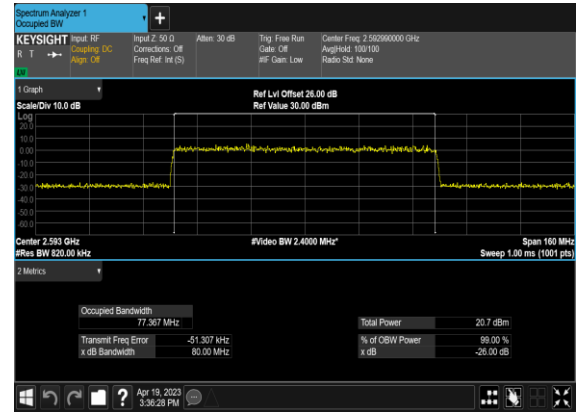 Spectrum Analyzer 1
Occupied BW
+
KEYSIGHT Input: RF Input Z: 50 Ω Atten: 30 dB Trig: Free Run Center Freq: 2.592990000 GHz
R T Coupling: DC Corrections: Off Gate: Off Avg|Hold: 100/100
Align: Off Freq Ref: Int (S) #IF Gain: Low Radio Std: None
1 Graph
Ref Lvl Offset 26.00 dB
Scale/Div 10.0 dB Ref Value 30.00 dBm
Log
20.0
10.0
0.00
-10.0
-20.0
-30.0
-40.0
-50.0
-60.0
Center 2.593 GHz #Video BW 2.4000 MHz* Span 160 MHz
#Res BW 820.00 kHz Sweep 1.00 ms (1001 pts)
2 Metrics
Occupied Bandwidth
77.367 MHz Total Power 20.7 dBm
Transmit Freq Error -51.307 kHz % of OBW Power 99.00 %
x dB Bandwidth 80.00 MHz x dB -26.00 dB
?
Apr 19, 2023
3:36:28 PM